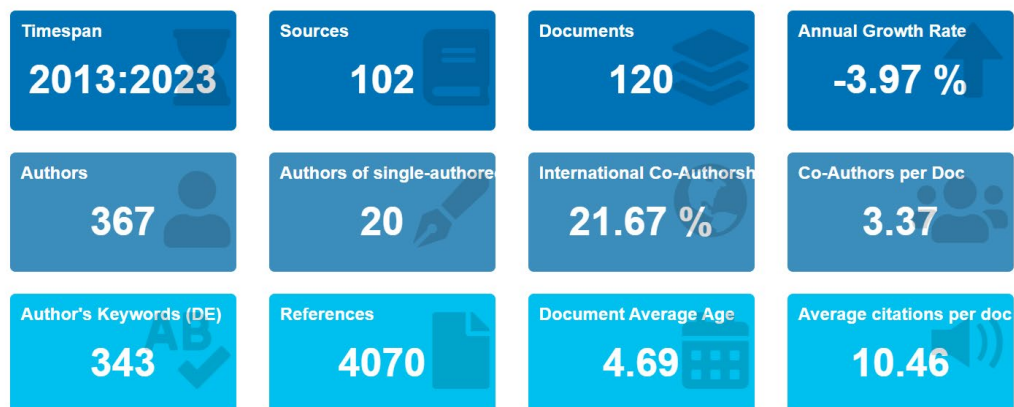 Timespan
2013:2023
Sources
102
Documents
120
Annual Growth Rate
-3.97 %
Authors
367
Authors of single-authored
20
International Co-Authorsh
21.67 %
Co-Authors per Doc
3.37
Author's Keywords (DE)
343
References
4070
Document Average Age
4.69
Average citations per doc
10.46
AB